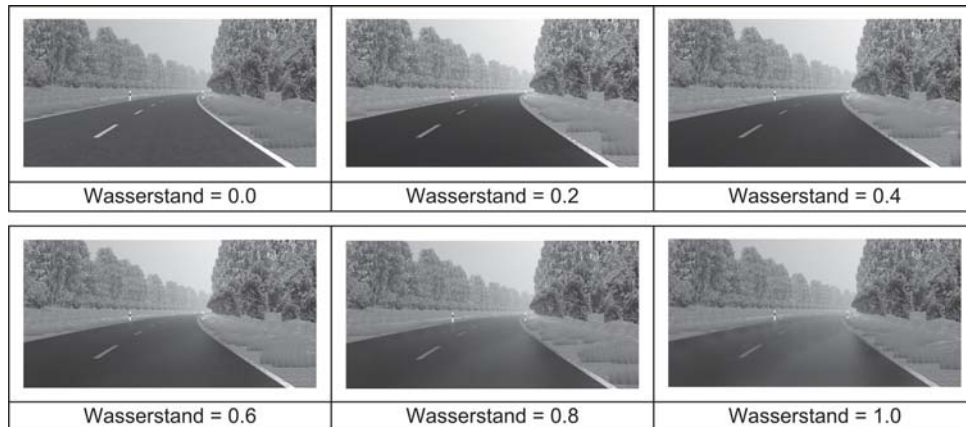 Wasserstand = 0.0
Wasserstand = 0.2
Wasserstand = 0.4
Wasserstand = 0.6
Wasserstand = 0.8
Wasserstand = 1.0